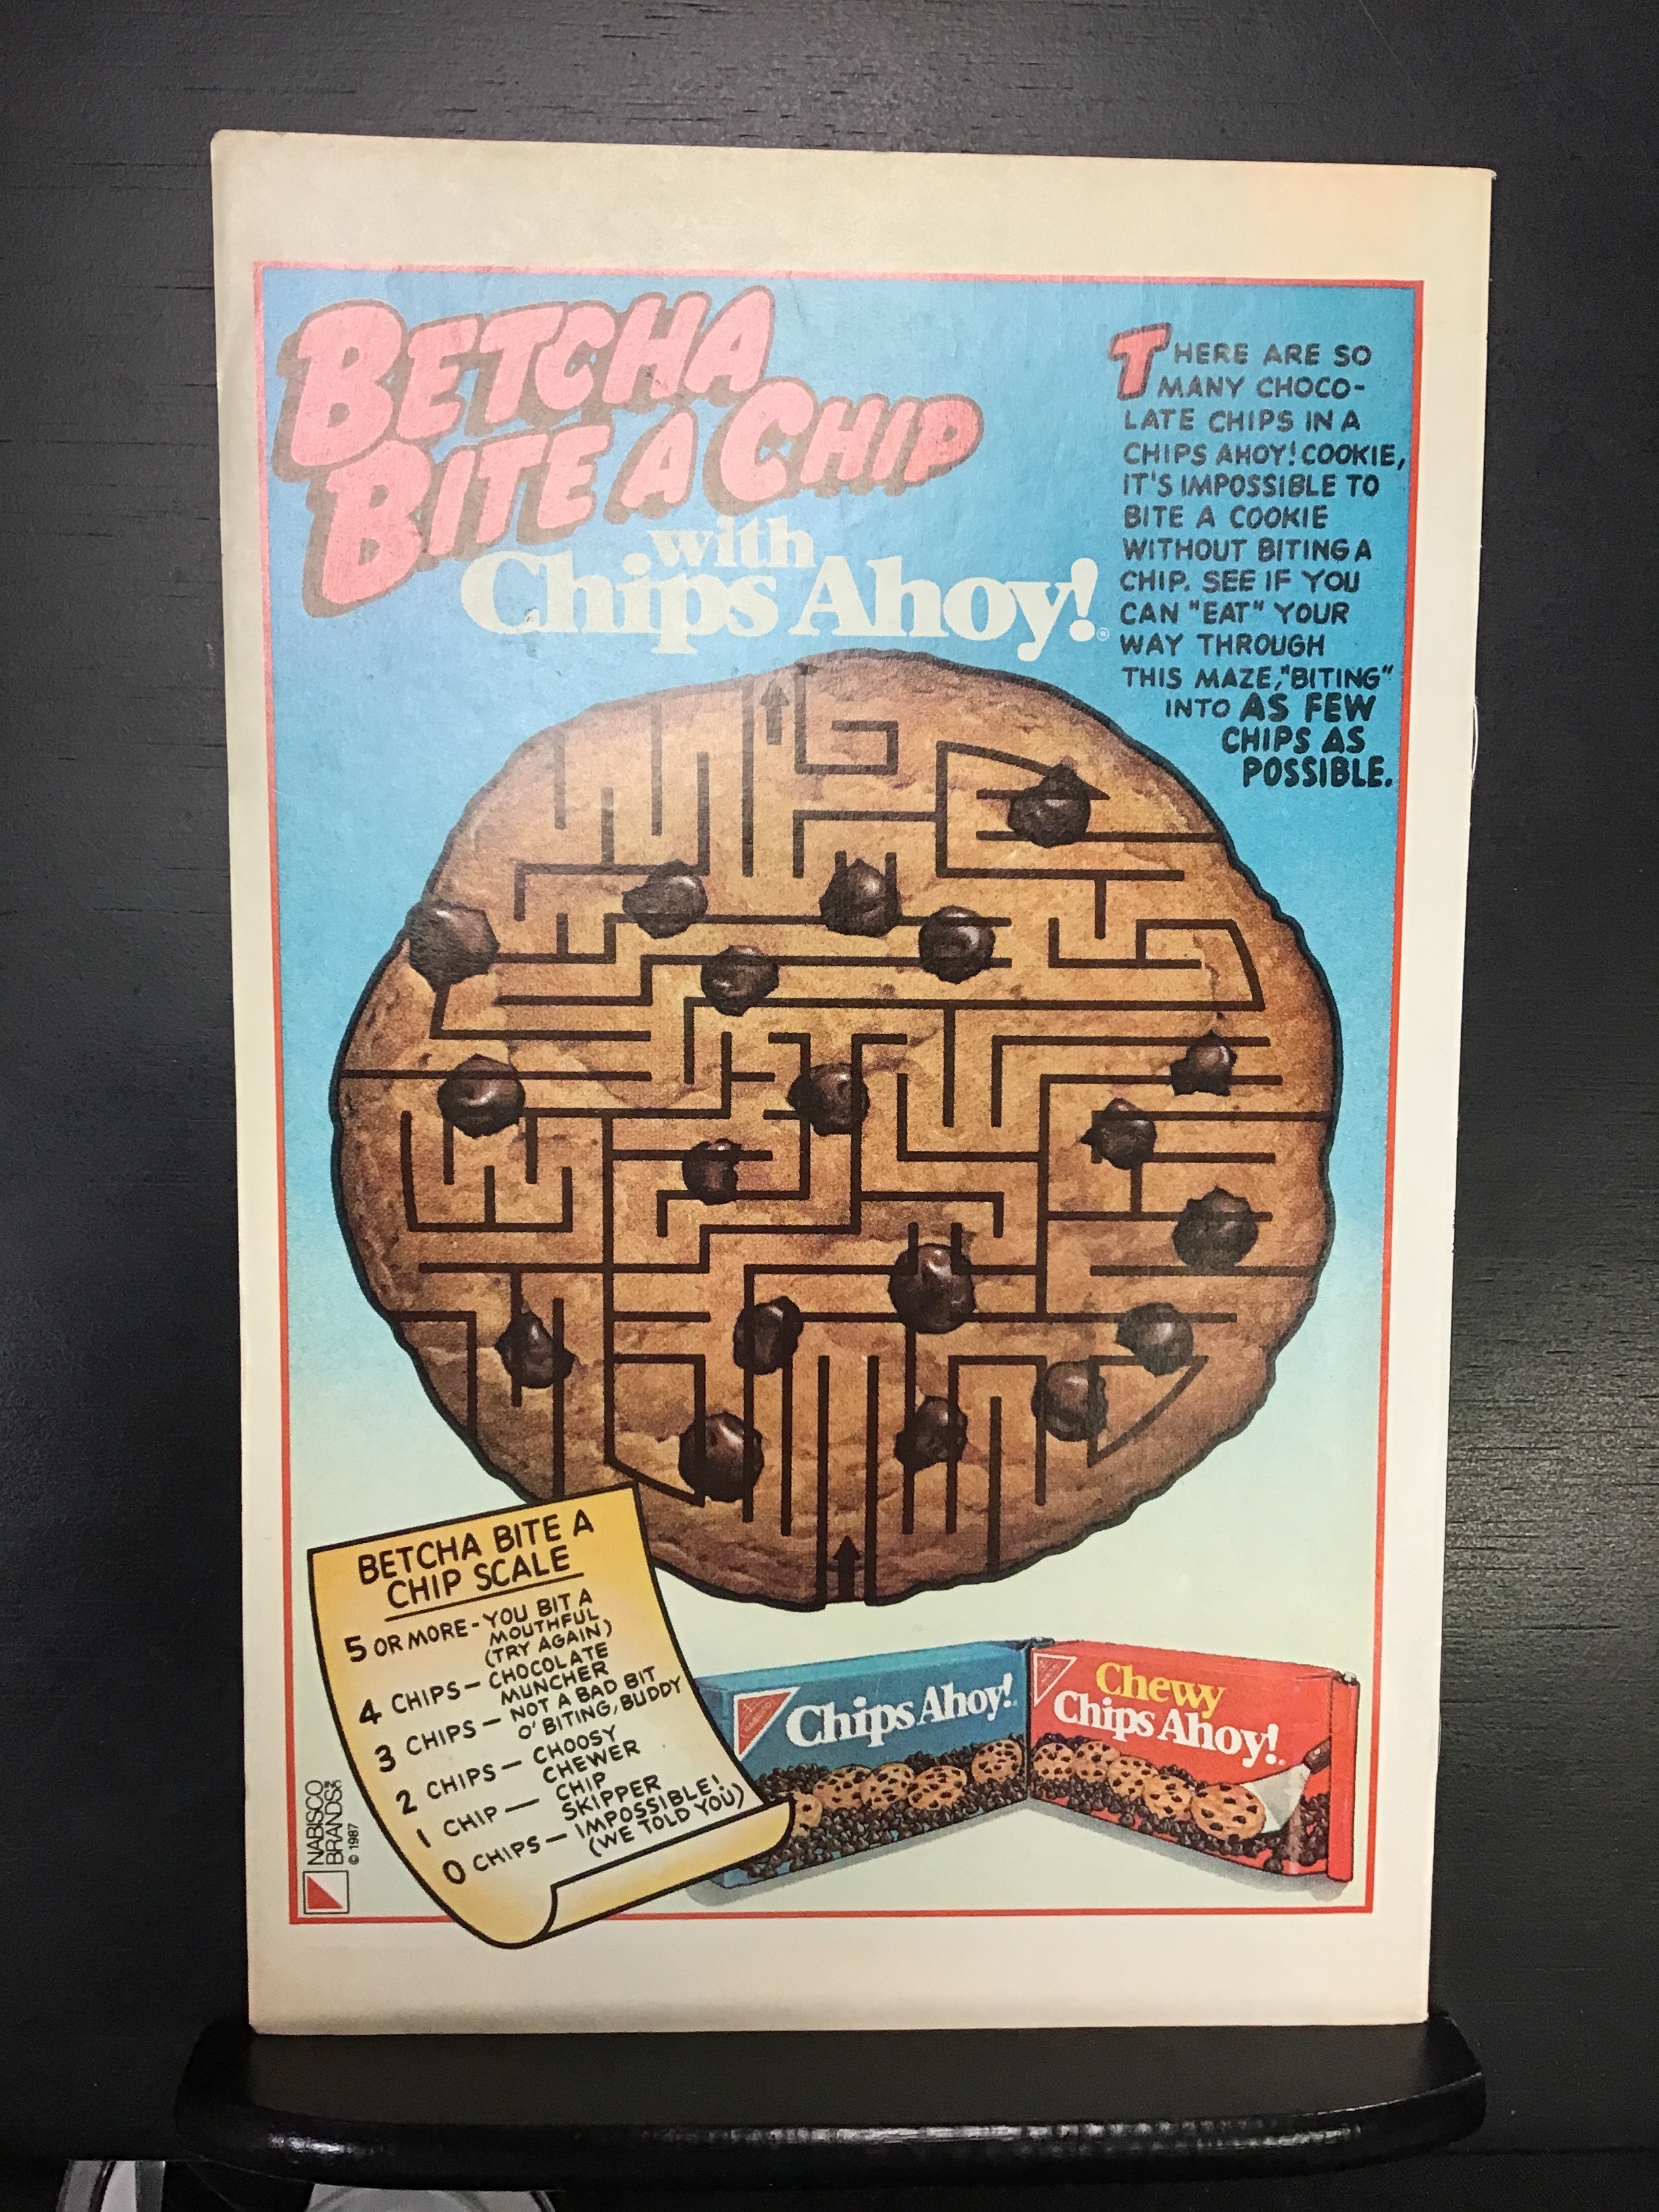 BETCHA
BITE A CHIP
with
Chips Ahoy!®
THERE ARE SO
MANY CHOCO-
LATE CHIPS IN A
CHIPS AHOY! COOKIE,
IT'S IMPOSSIBLE TO
BITE A COOKIE
WITHOUT BITING A
CHIP. SEE IF YOU
CAN "EAT" YOUR
WAY THROUGH
THIS MAZE, "BITING"
INTO AS FEW
CHIPS AS
POSSIBLE.
BETCHA BITE A
CHIP SCALE
5 OR MORE - YOU BIT A
MOUTHFUL
(TRY AGAIN)
4 CHIPS - CHOCOLATE
MUNCHER
3 CHIPS - NOT A BAD BIT
O' BITING, BUDDY
2 CHIPS - CHOOSY
CHEWER
1 CHIP - CHIP
SKIPPER
0 CHIPS - IMPOSSIBLE!
(WE TOLD YOU)
NABISCO
Chips Ahoy!
NABISCO
Chewy
Chips Ahoy!
NABISCO
BRANDS INC
© 1987